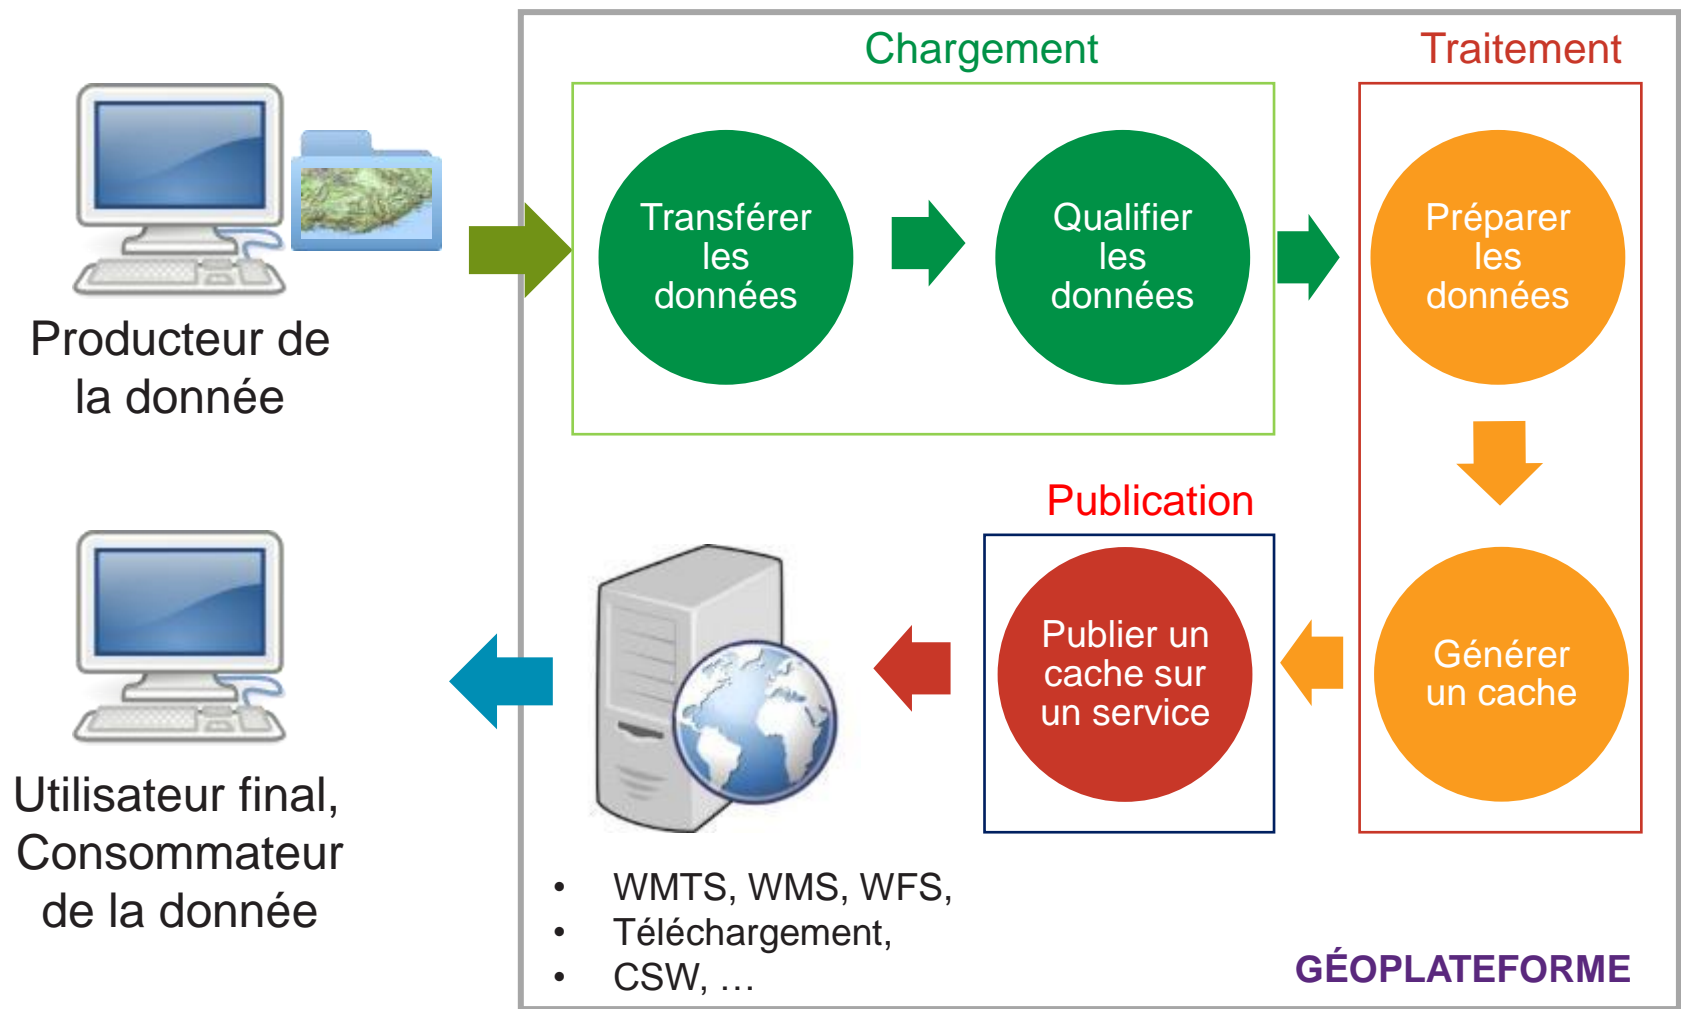 Chargement
Traitement
Transférer
les
données
Qualifier
les
données
Préparer
les
données
Producteur de
la donnée
Publication
Publier un
cache sur
un service
Générer
un cache
Utilisateur final,
Consommateur
de la donnée
• WMTS, WMS, WFS,
• Téléchargement,
• CSW, …
GÉOPLATEFORME